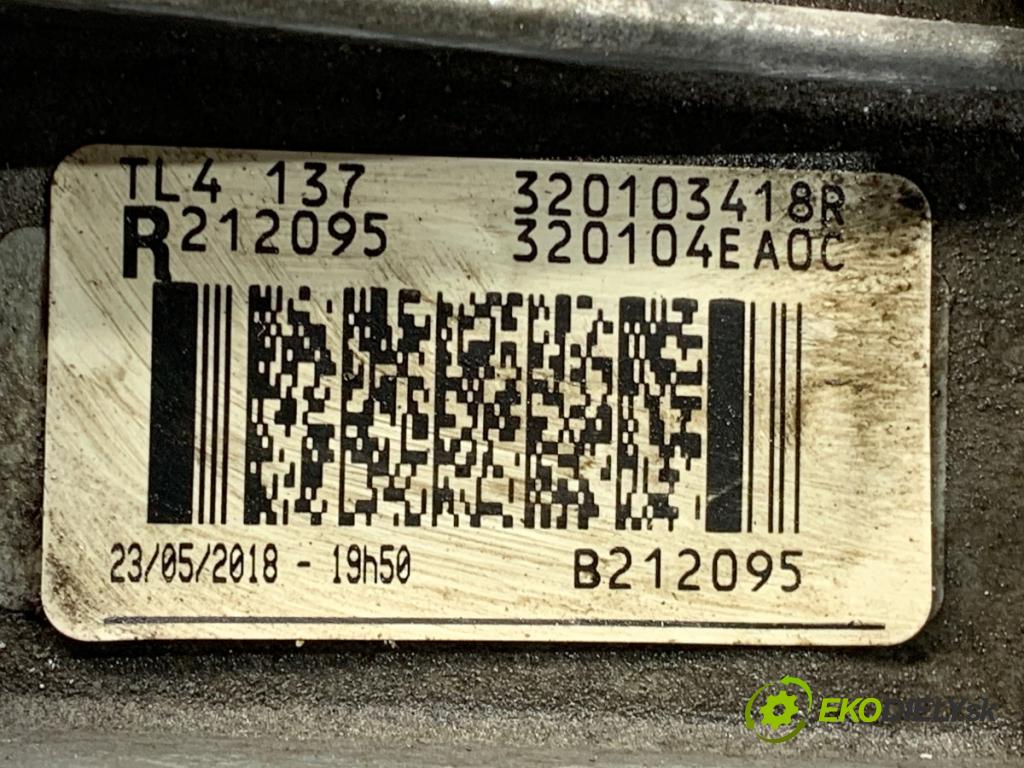 TL4 137 320103418R
R212095 320104EA0C
23/05/2018 - 19h50 B212095
EKODIELY.sk